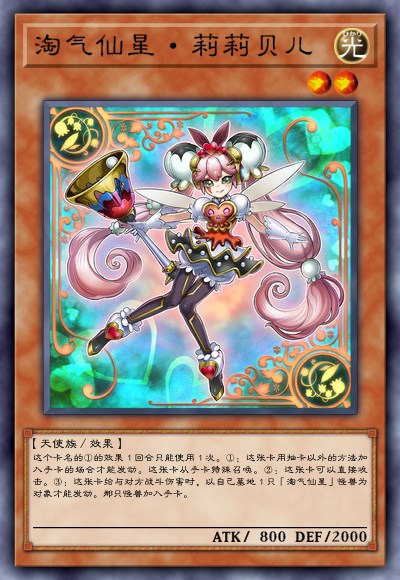 淘气仙星·莉莉贝儿
光
ひかり
【天使族／效果】
这个卡名的①的效果1回合只能使用1次。①：这张卡用抽卡以外的方法加
入手卡的场合才能发动。这张卡从手卡特殊召唤。②：这张卡可以直接攻
击。③：这张卡给与对方战斗伤害时，以自己墓地1只「淘气仙星」怪兽为
对象才能发动。那只怪兽加入手卡。
ATK/ 800 DEF/2000